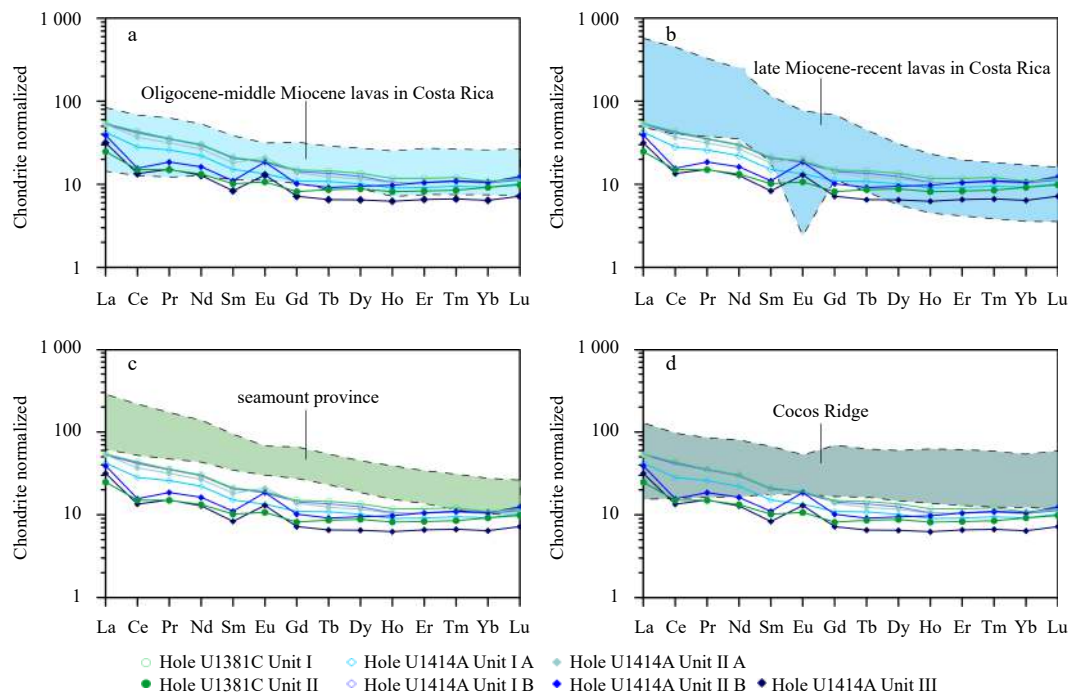 a
Oligocene-middle Miocene lavas in Costa Rica
Chondrite normalized
1 000
100
10
1
La Ce Pr Nd Sm Eu Gd Tb Dy Ho Er Tm Yb Lu
b
late Miocene-recent lavas in Costa Rica
Chondrite normalized
1 000
100
10
1
La Ce Pr Nd Sm Eu Gd Tb Dy Ho Er Tm Yb Lu
c
seamount province
Chondrite normalized
1 000
100
10
1
La Ce Pr Nd Sm Eu Gd Tb Dy Ho Er Tm Yb Lu
d
Cocos Ridge
Chondrite normalized
1 000
100
10
1
La Ce Pr Nd Sm Eu Gd Tb Dy Ho Er Tm Yb Lu
Hole U1381C Unit I Hole U1414A Unit I A Hole U1414A Unit II A
Hole U1381C Unit II Hole U1414A Unit I B Hole U1414A Unit II B Hole U1414A Unit III